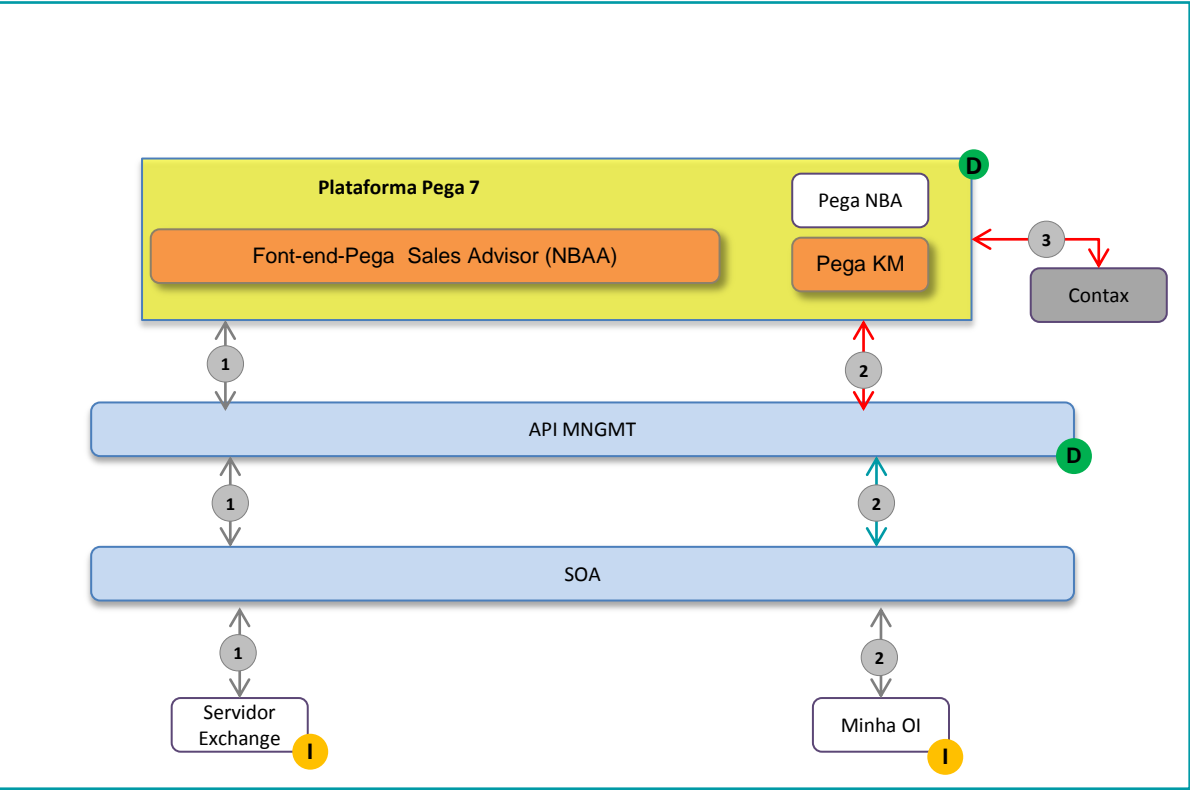 D
Plataforma Pega 7
Pega NBA
Font-end-Pega Sales Advisor (NBAA)
Pega KM
3
Contax
1
2
API MNGMT
D
1
2
SOA
1
2
Servidor
Exchange
I
Minha OI
I